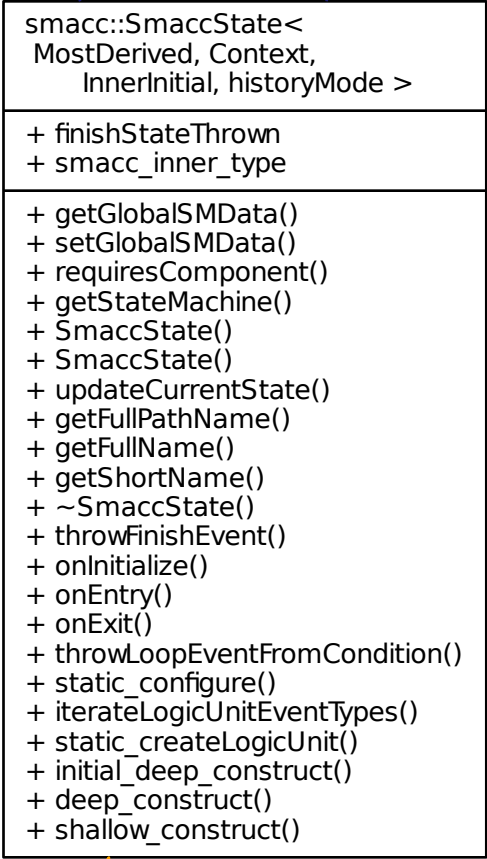 smacc::SmaccState<
MostDerived, Context,
InnerInitial, historyMode >
+ finishStateThrown
+ smacc_inner_type
+ getGlobalSMData()
+ setGlobalSMData()
+ requiresComponent()
+ getStateMachine()
+ SmaccState()
+ SmaccState()
+ updateCurrentState()
+ getFullPathName()
+ getFullName()
+ getShortName()
+ ~SmaccState()
+ throwFinishEvent()
+ onInitialize()
+ onEntry()
+ onExit()
+ throwLoopEventFromCondition()
+ static_configure()
+ iterateLogicUnitEventTypes()
+ static_createLogicUnit()
+ initial_deep_construct()
+ deep_construct()
+ shallow_construct()